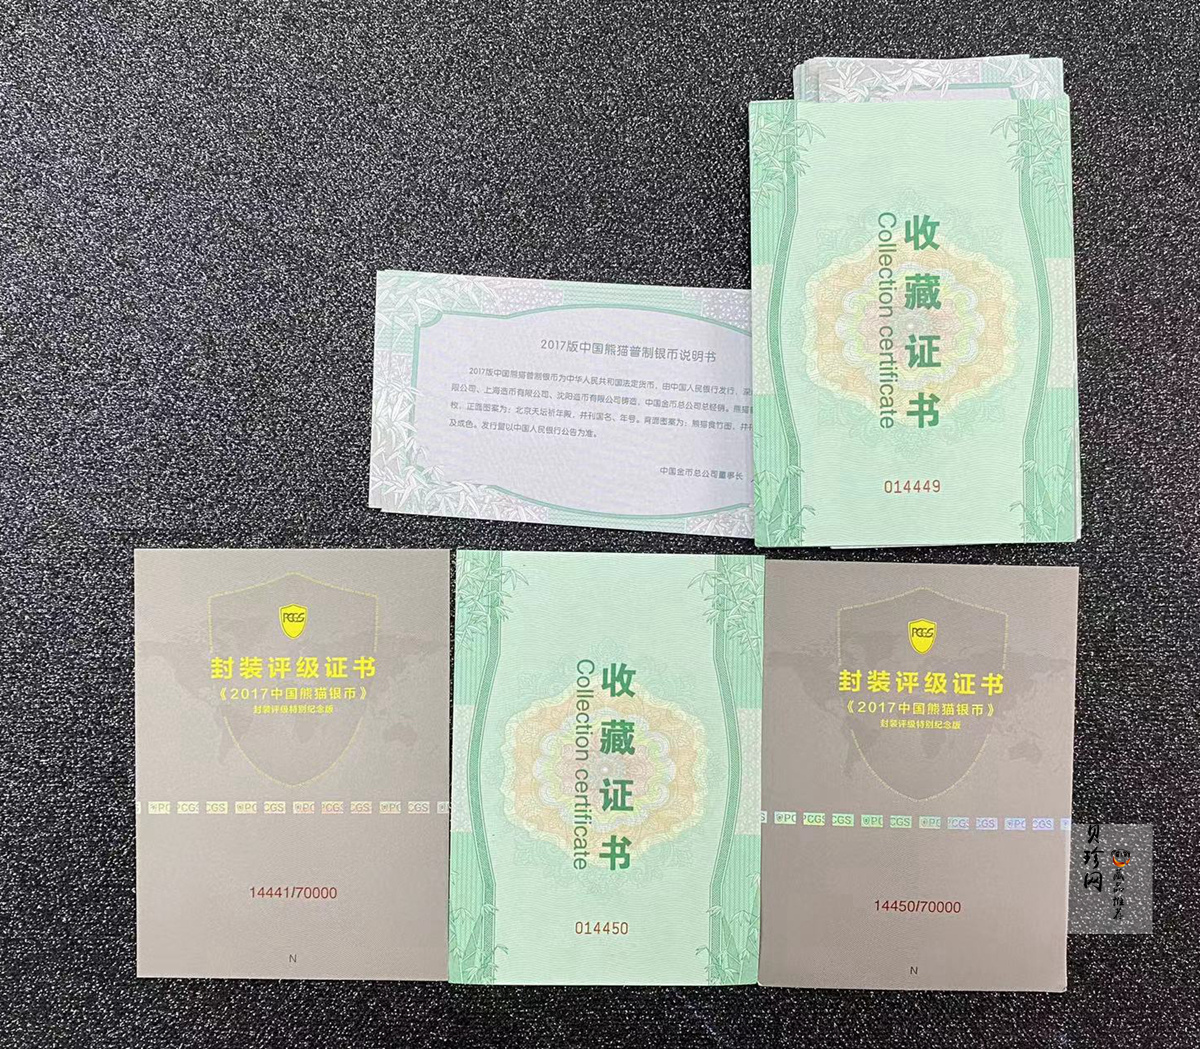 收藏证书
Collection certificate
014449
2017版中国熊猫普制银币说明书
2017版中国熊猫普制银币为中华人民共和国法定货币，由中国人民银行发行，深
限公司、上海造币有限公司、沈阳造币有限公司铸造，中国金币总公司总经销。熊猫
枚，正面图案为：北京天坛祈年殿，并刊国名、年号。背面图案为：熊猫食竹图，并刊
及成色。发行量以中国人民银行公告为准。
中国金币总公司董事长
PCGS
封装评级证书
《2017中国熊猫银币》
封装评级特别纪念版
PCGS
14441/70000
N
收藏证书
Collection certificate
014450
PCGS
封装评级证书
《2017中国熊猫银币》
封装评级特别纪念版
PCGS
14450/70000
N